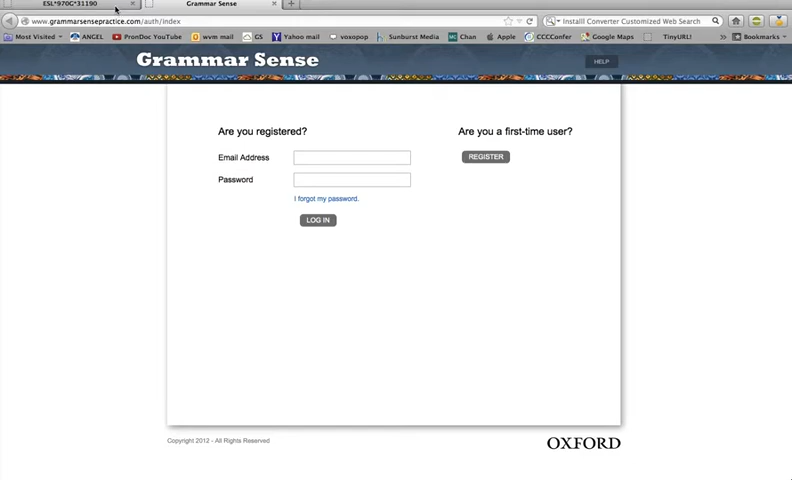 ESL*970G*31190
Grammar Sense
www.grammarsensepractice.com/auth/index
Install Converter Customized Web Search
Most Visited ANGEL PronDoc YouTube wvm mail GS Yahoo mail voxopop Sunburst Media Chan Apple CCCConfer Google Maps TinyURL! Bookmarks
Grammar Sense
HELP
Are you registered?
Are you a first-time user?
Email Address
REGISTER
Password
I forgot my password.
LOG IN
Copyright 2012 - All Rights Reserved
OXFORD